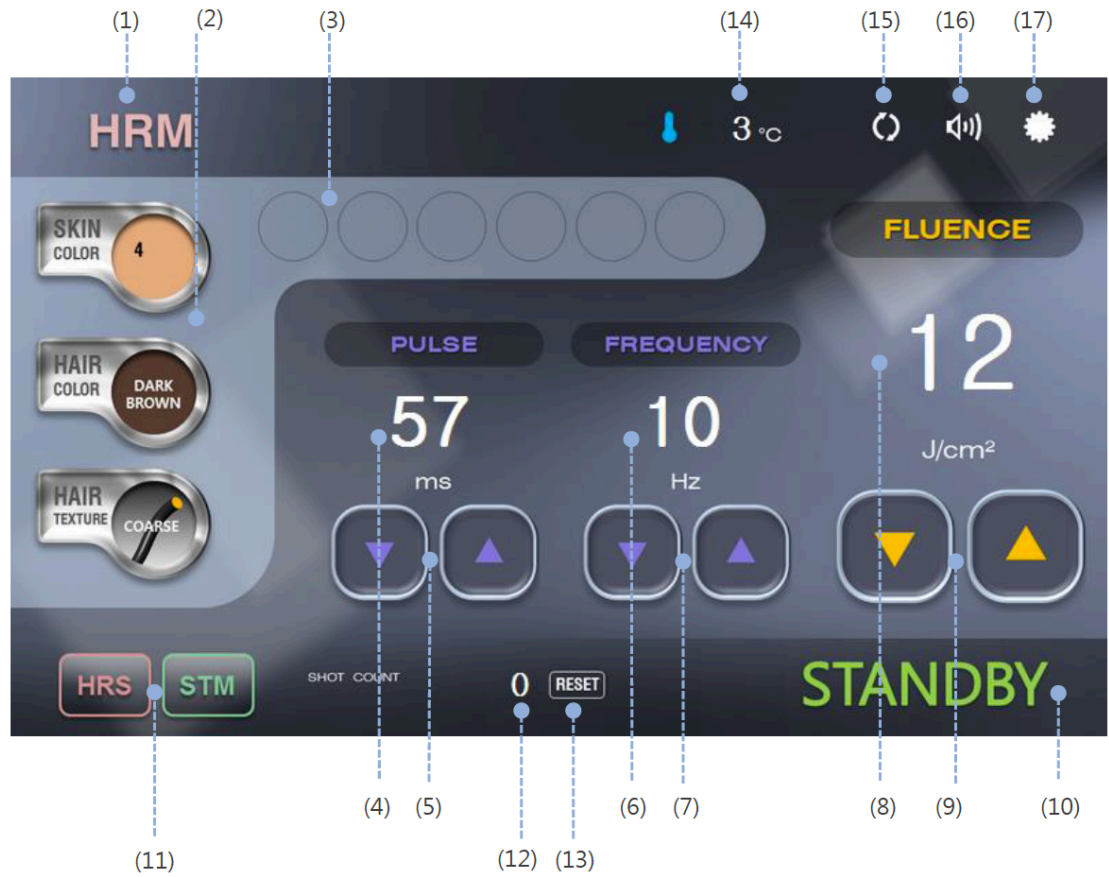 (1)
(2)
(3)
(14)
(15)
(16)
(17)
HRM
3 °C
SKIN
COLOR
4
FLUENCE
HAIR
COLOR
DARK
BROWN
PULSE
FREQUENCY
12
57
10
J/cm²
ms
Hz
HAIR
TEXTURE
COARSE
HRS
STM
SHOT COUNT
0
RESET
STANDBY
(4)
(5)
(6)
(7)
(8)
(9)
(10)
(11)
(12)
(13)